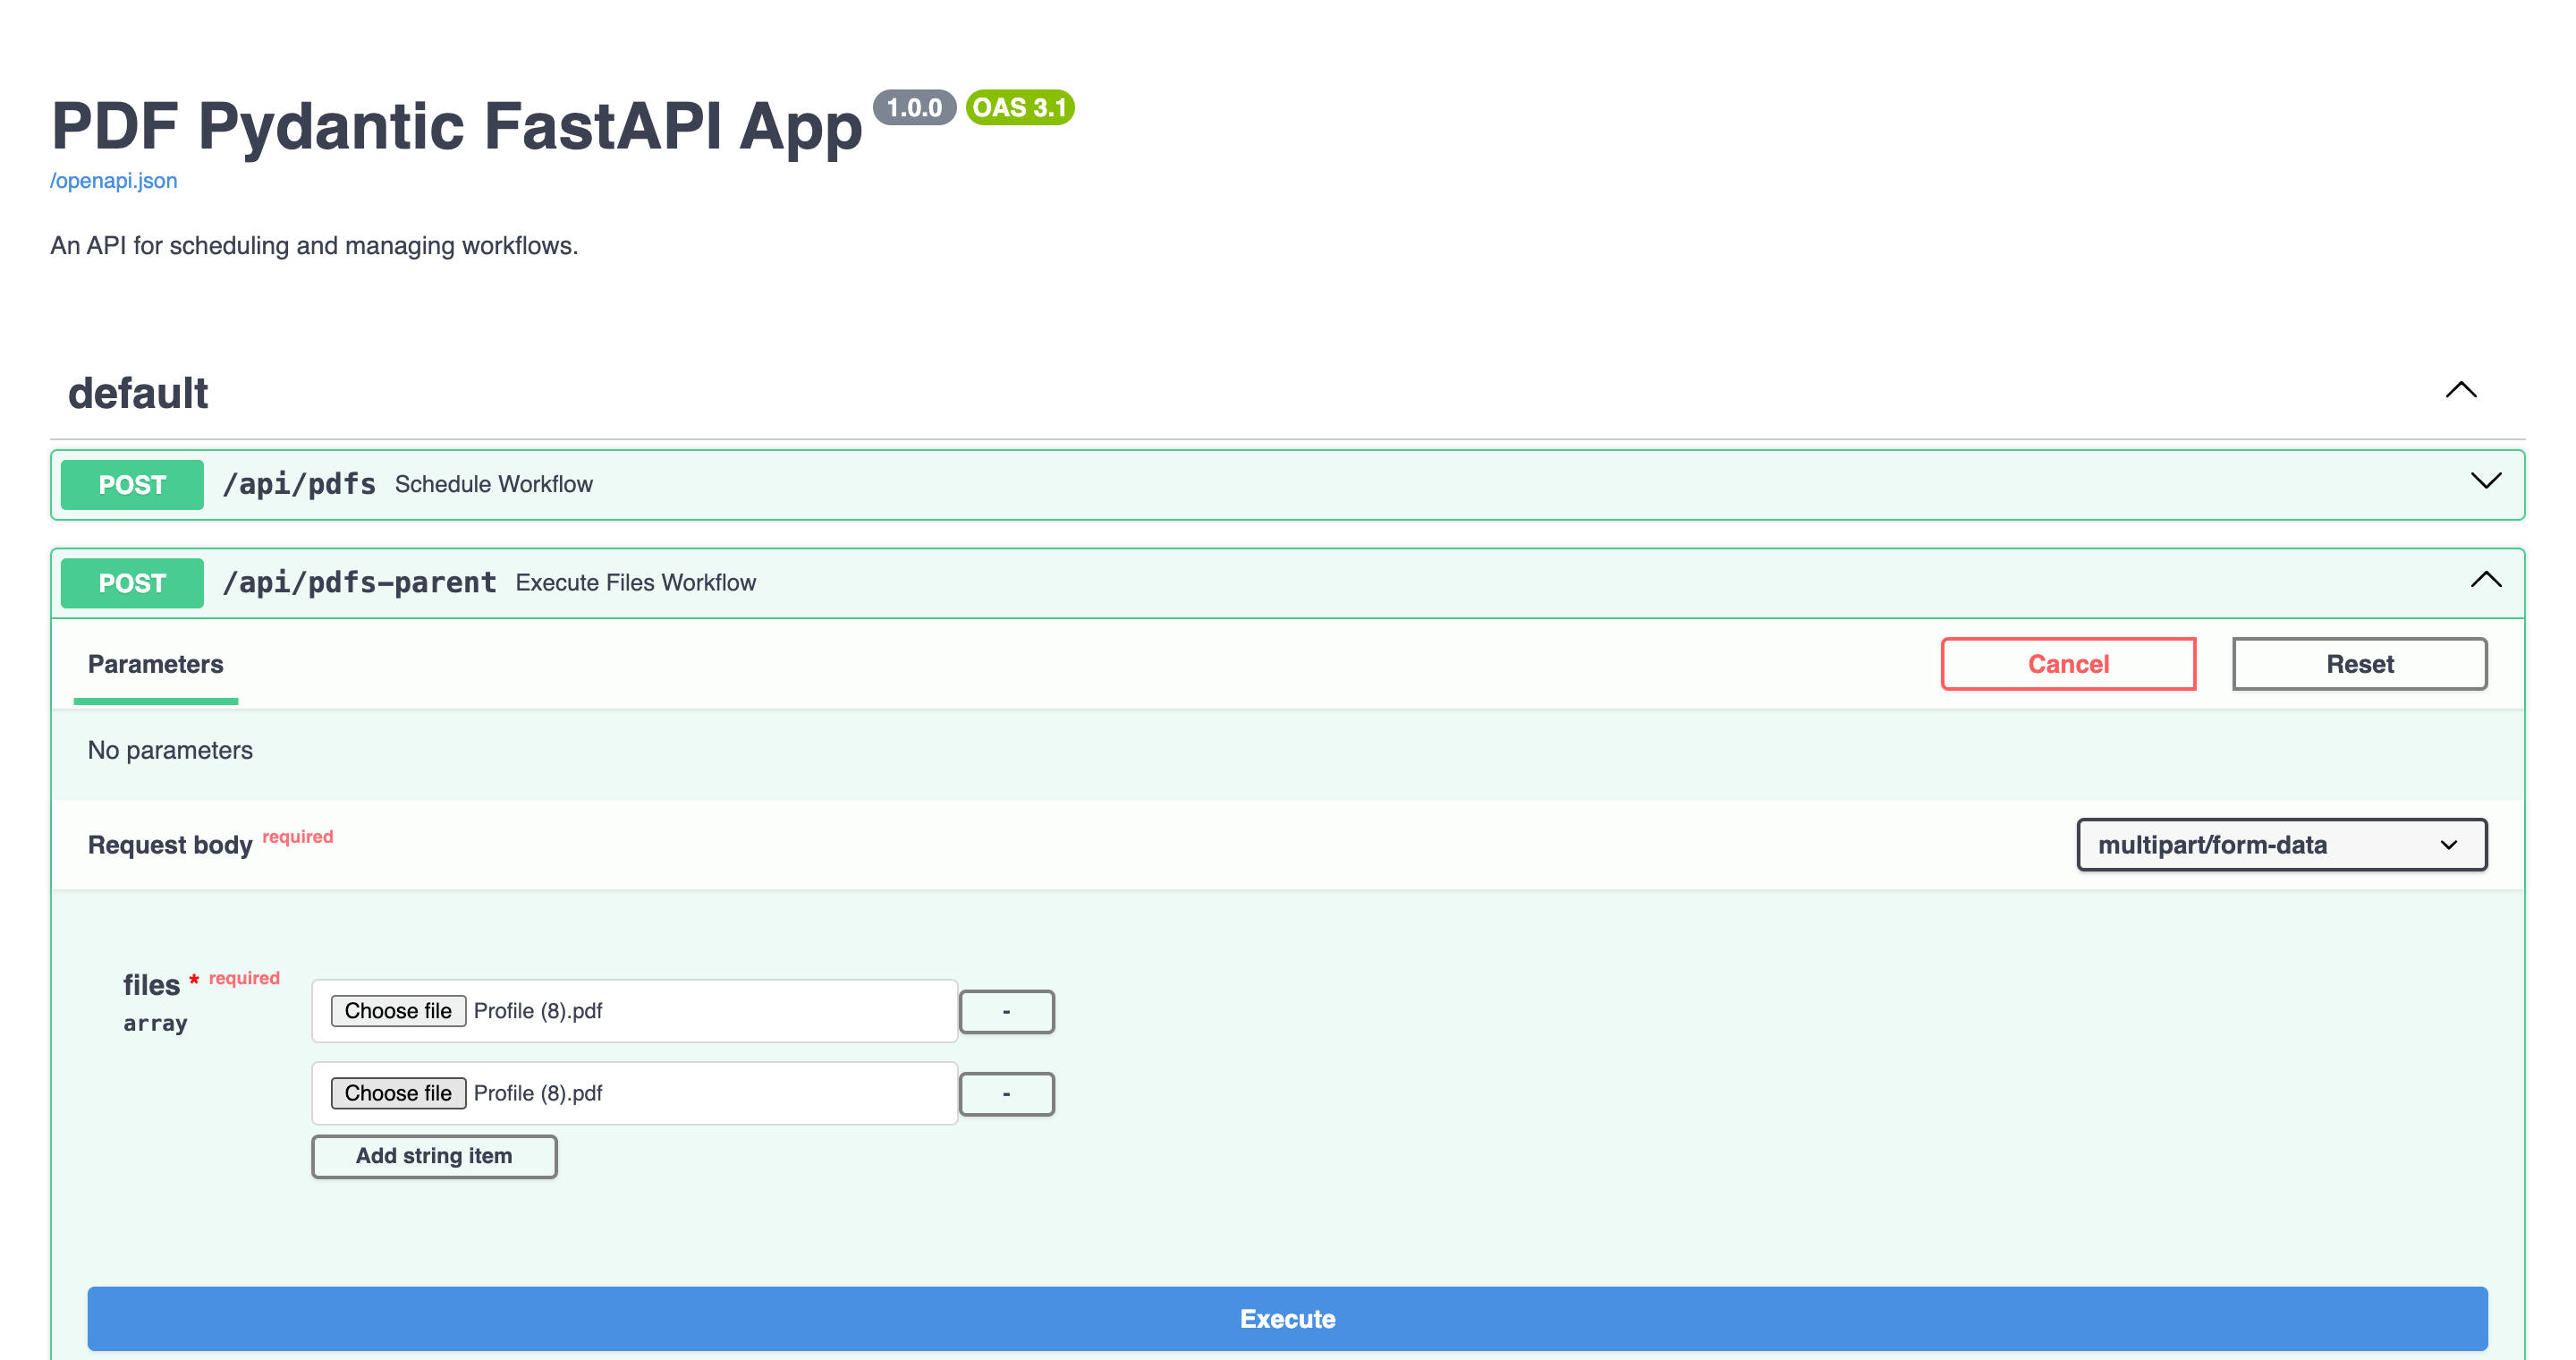 PDF Pydantic FastAPI App 1.0.0 OAS 3.1
/openapi.json
An API for scheduling and managing workflows.
default
POST /api/pdfs Schedule Workflow
POST /api/pdfs-parent Execute Files Workflow
Parameters Cancel Reset
No parameters
Request body required multipart/form-data
files * required
Choose file Profile (8).pdf -
array
Choose file Profile (8).pdf -
Add string item
Execute